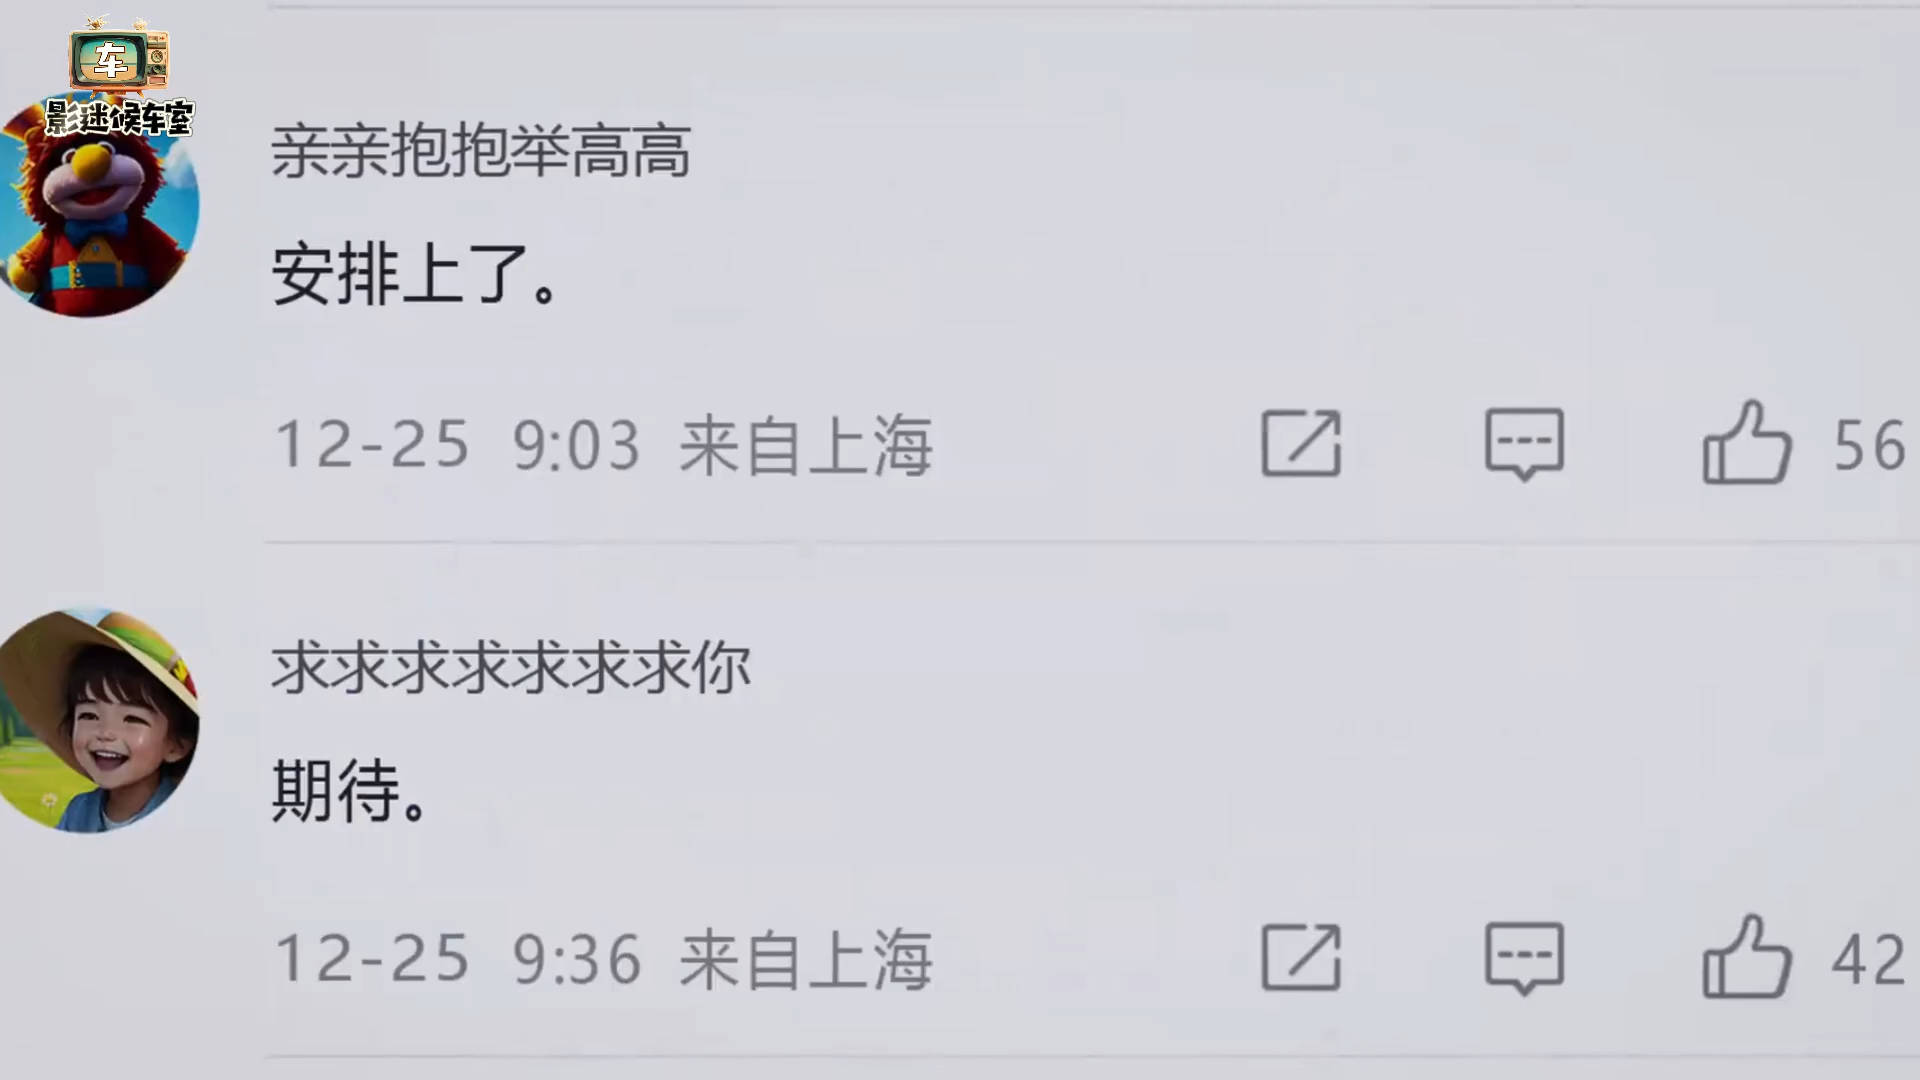 车
影迷候车室
亲亲抱抱举高高
安排上了。
12-25 9:03 来自上海
56
求求求求求求求你
期待。
12-25 9:36 来自上海
42